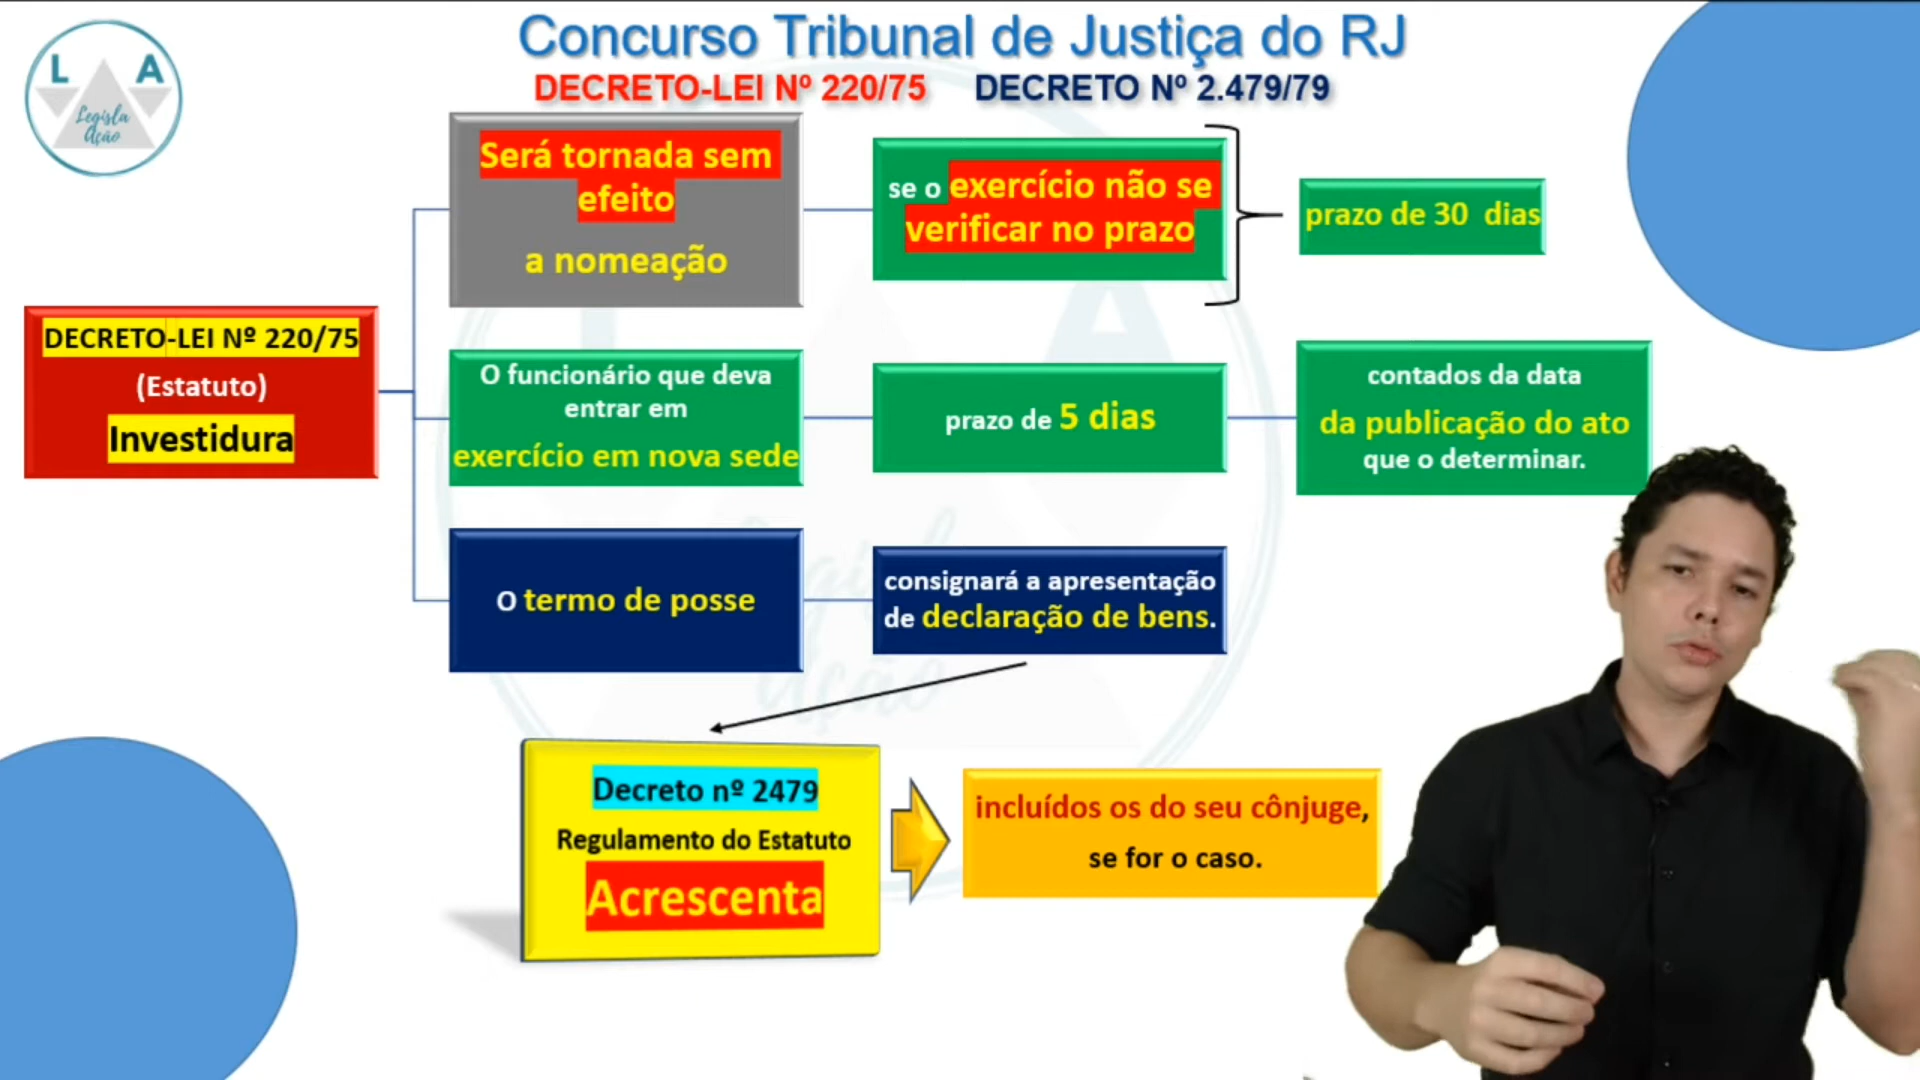 Concurso Tribunal de Justiça do RJ
DECRETO-LEI Nº 220/75 DECRETO Nº 2.479/79
L A
Legisla
Ação
DECRETO-LEI Nº 220/75
(Estatuto)
Investidura
Será tornada sem
efeito
a nomeação
se o exercício não se
verificar no prazo
prazo de 30 dias
O funcionário que deva
entrar em
exercício em nova sede
prazo de 5 dias
contados da data
da publicação do ato
que o determinar.
O termo de posse
consignará a apresentação
de declaração de bens.
Decreto nº 2479
Regulamento do Estatuto
Acrescenta
incluídos os do seu cônjuge,
se for o caso.